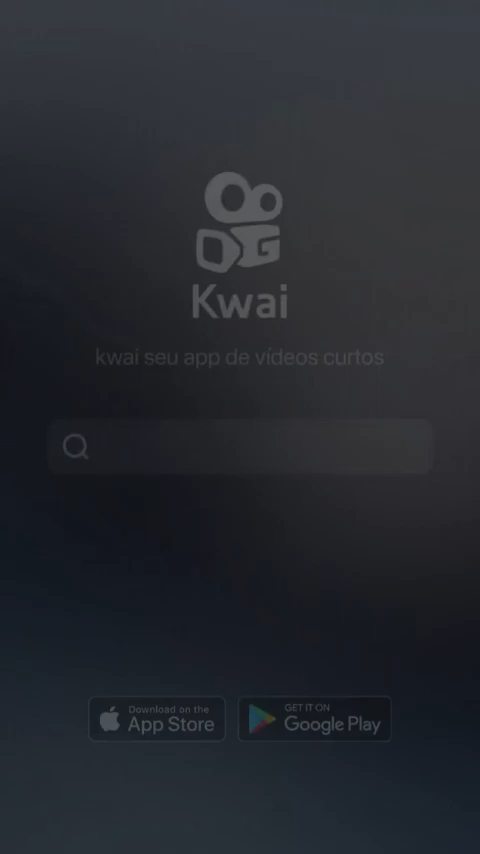 Kwai
kwai seu app de vídeos curtos
Download on the
App Store
GET IT ON
Google Play